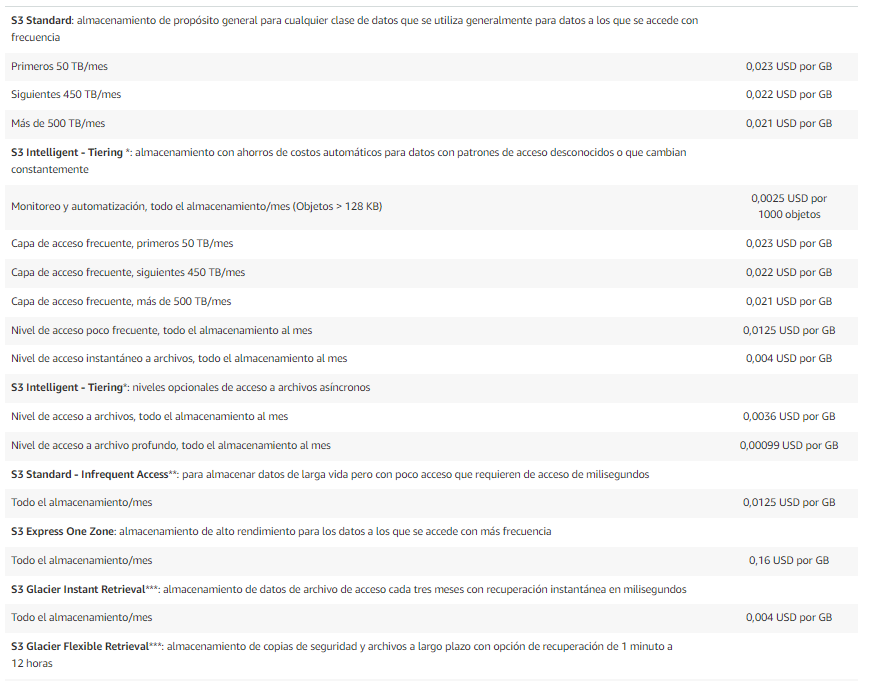 S3 Standard: almacenamiento de propósito general para cualquier clase de datos que se utiliza generalmente para datos a los que se accede con
frecuencia
Primeros 50 TB/mes 0,023 USD por GB
Siguientes 450 TB/mes 0,022 USD por GB
Más de 500 TB/mes 0,021 USD por GB
S3 Intelligent - Tiering *: almacenamiento con ahorros de costos automáticos para datos con patrones de acceso desconocidos o que cambian
constantemente
Monitoreo y automatización, todo el almacenamiento/mes (Objetos > 128 KB) 0,0025 USD por
1000 objetos
Capa de acceso frecuente, primeros 50 TB/mes 0,023 USD por GB
Capa de acceso frecuente, siguientes 450 TB/mes 0,022 USD por GB
Capa de acceso frecuente, más de 500 TB/mes 0,021 USD por GB
Nivel de acceso poco frecuente, todo el almacenamiento al mes 0,0125 USD por GB
Nivel de acceso instantáneo a archivos, todo el almacenamiento al mes 0,004 USD por GB
S3 Intelligent - Tiering*: niveles opcionales de acceso a archivos asíncronos
Nivel de acceso a archivos, todo el almacenamiento al mes 0,0036 USD por GB
Nivel de acceso a archivo profundo, todo el almacenamiento al mes 0,00099 USD por GB
S3 Standard - Infrequent Access**: para almacenar datos de larga vida pero con poco acceso que requieren de acceso de milisegundos
Todo el almacenamiento/mes 0,0125 USD por GB
S3 Express One Zone: almacenamiento de alto rendimiento para los datos a los que se accede con más frecuencia
Todo el almacenamiento/mes 0,16 USD por GB
S3 Glacier Instant Retrieval***: almacenamiento de datos de archivo de acceso cada tres meses con recuperación instantánea en milisegundos
Todo el almacenamiento/mes 0,004 USD por GB
S3 Glacier Flexible Retrieval***: almacenamiento de copias de seguridad y archivos a largo plazo con opción de recuperación de 1 minuto a
12 horas